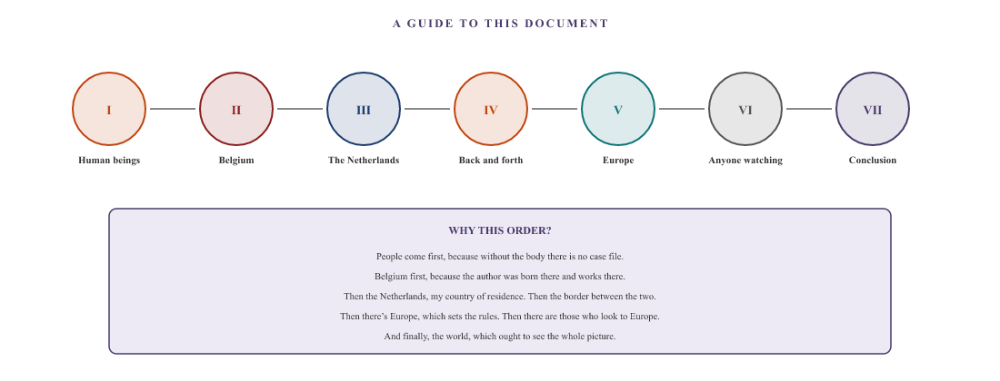 A GUIDE TO THIS DOCUMENT
I
II
III
IV
V
VI
VII
Human beings
Belgium
The Netherlands
Back and forth
Europe
Anyone watching
Conclusion
WHY THIS ORDER?
People come first, because without the body there is no case file.
Belgium first, because the author was born there and works there.
Then the Netherlands, my country of residence. Then the border between the two.
Then there’s Europe, which sets the rules. Then there are those who look to Europe.
And finally, the world, which ought to see the whole picture.